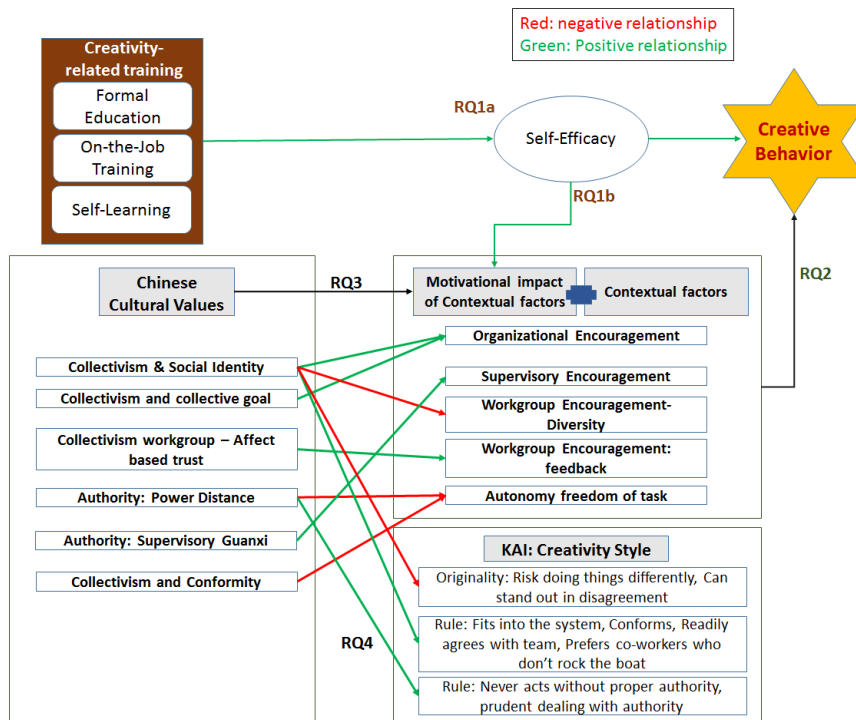 Red: negative relationship
Green: Positive relationship
Creativity-
related training
Formal
Education
On-the-Job
Training
Self-Learning
RQ1a
Self-Efficacy
Creative
Behavior
RQ1b
RQ2
Chinese
Cultural Values
RQ3
Motivational impact
of Contextual factors
Contextual factors
Organizational Encouragement
Collectivism & Social Identity
Supervisory Encouragement
Collectivism and collective goal
Workgroup Encouragement-
Diversity
Collectivism workgroup – Affect
based trust
Workgroup Encouragement:
feedback
Authority: Power Distance
Autonomy freedom of task
Authority: Supervisory Guanxi
KAI: Creativity Style
Collectivism and Conformity
Originality: Risk doing things differently, Can
stand out in disagreement
RQ4
Rule: Fits into the system, Conforms, Readily
agrees with team, Prefers co-workers who
don’t rock the boat
Rule: Never acts without proper authority,
prudent dealing with authority